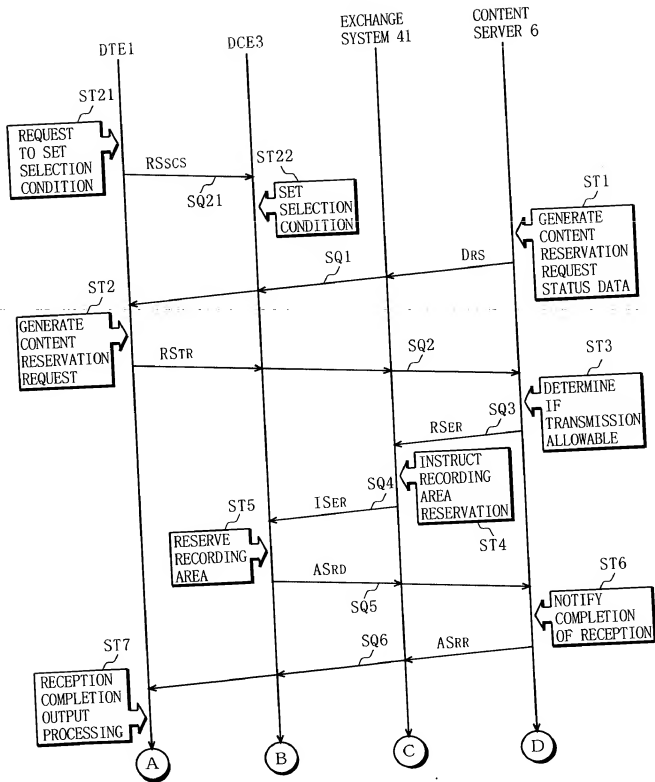 EXCHANGE
SYSTEM 41
CONTENT
SERVER 6
DTE1
DCE3
ST21
REQUEST
TO SET
SELECTION
CONDITION
RSSCS
SQ21
ST22
SET
SELECTION
CONDITION
ST1
GENERATE
CONTENT
RESERVATION
REQUEST
STATUS DATA
DRS
SQ1
ST2
GENERATE
CONTENT
RESERVATION
REQUEST
RSTR
SQ2
ST3
DETERMINE
IF
TRANSMISSION
ALLOWABLE
SQ3
RSER
INSTRUCT
RECORDING
AREA
RESERVATION
ST4
SQ4
ISER
ST5
RESERVE
RECORDING
AREA
ASRD
SQ5
ST6
NOTIFY
COMPLETION
OF RECEPTION
SQ6
ASRR
ST7
RECEPTION
COMPLETION
OUTPUT
PROCESSING
A
B
C
D